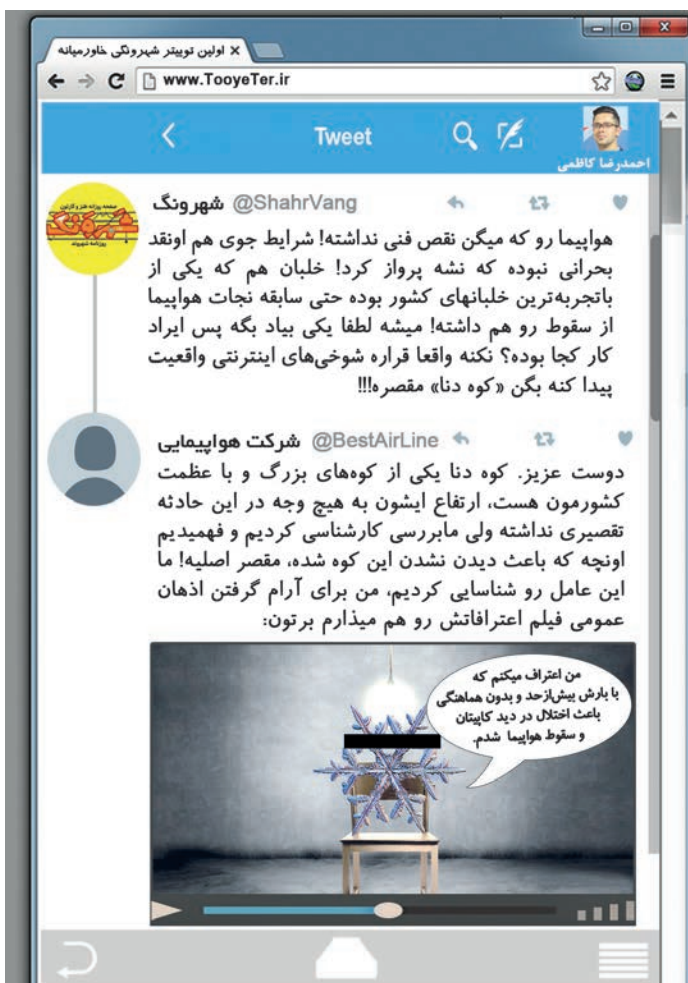 اولین توییتر شهرونگی خاورمیانه
www.TooyeTer.ir
Tweet
احمدرضا کاظمی
صفحه روزانه طنز و کارتون
شهرونگ
روزنامه شهروند
شهرونگ @ShahrVang
هواپیما رو که میگن نقص فنی نداشته! شرایط جوی هم اونقد
بحرانی نبوده که نشه پرواز کرد! خلبان هم که یکی از
باتجربه‌ترین خلبانهای کشور بوده حتی سابقه نجات هواپیما
از سقوط رو هم داشته! میشه لطفا یکی بیاد بگه پس ایراد
کار کجا بوده؟ نکنه واقعا قراره شوخی‌های اینترنتی واقعیت
پیدا کنه بگن «کوه دنا» مقصره!!!
شرکت هواپیمایی @BestAirLine
دوست عزیز. کوه دنا یکی از کوه‌های بزرگ و با عظمت
کشورمون هست، ارتفاع ایشون به هیچ وجه در این حادثه
تقصیری نداشته ولی مابررسی کارشناسی کردیم و فهمیدیم
اونچه که باعث دیدن نشدن این کوه شده، مقصر اصلیه! ما
این عامل رو شناسایی کردیم، من برای آرام گرفتن اذهان
عمومی فیلم اعترافاتش رو هم میذارم برتون:
من اعتراف میکنم که
با بارش بیش‌ازحد و بدون هماهنگی
باعث اختلال در دید کاپیتان
و سقوط هواپیما شدم.